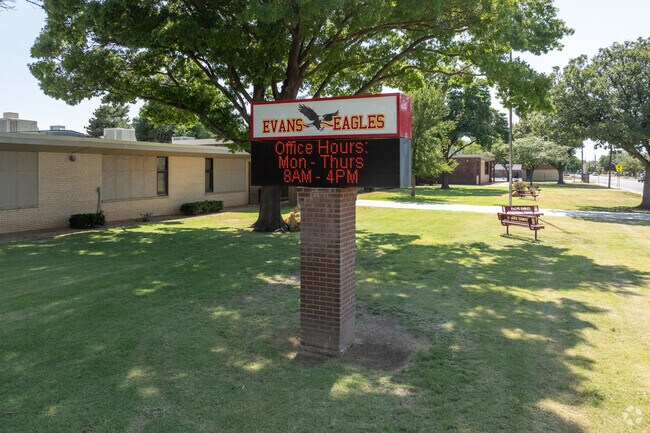 EVANS EAGLES
Office Hours:
Mon - Thurs
8AM - 4PM